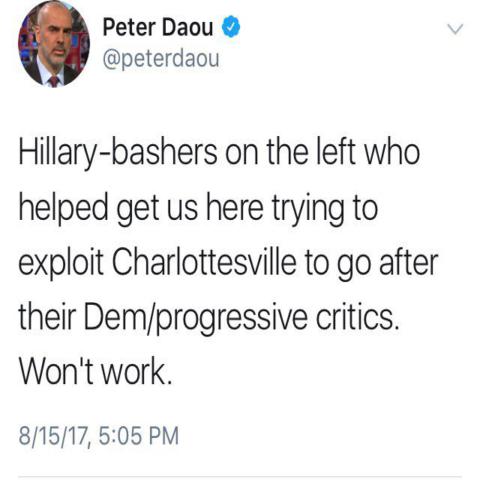 Peter Daou
@peterdaou
Hillary-bashers on the left who
helped get us here trying to
exploit Charlottesville to go after
their Dem/progressive critics.
Won't work.
8/15/17, 5:05 PM